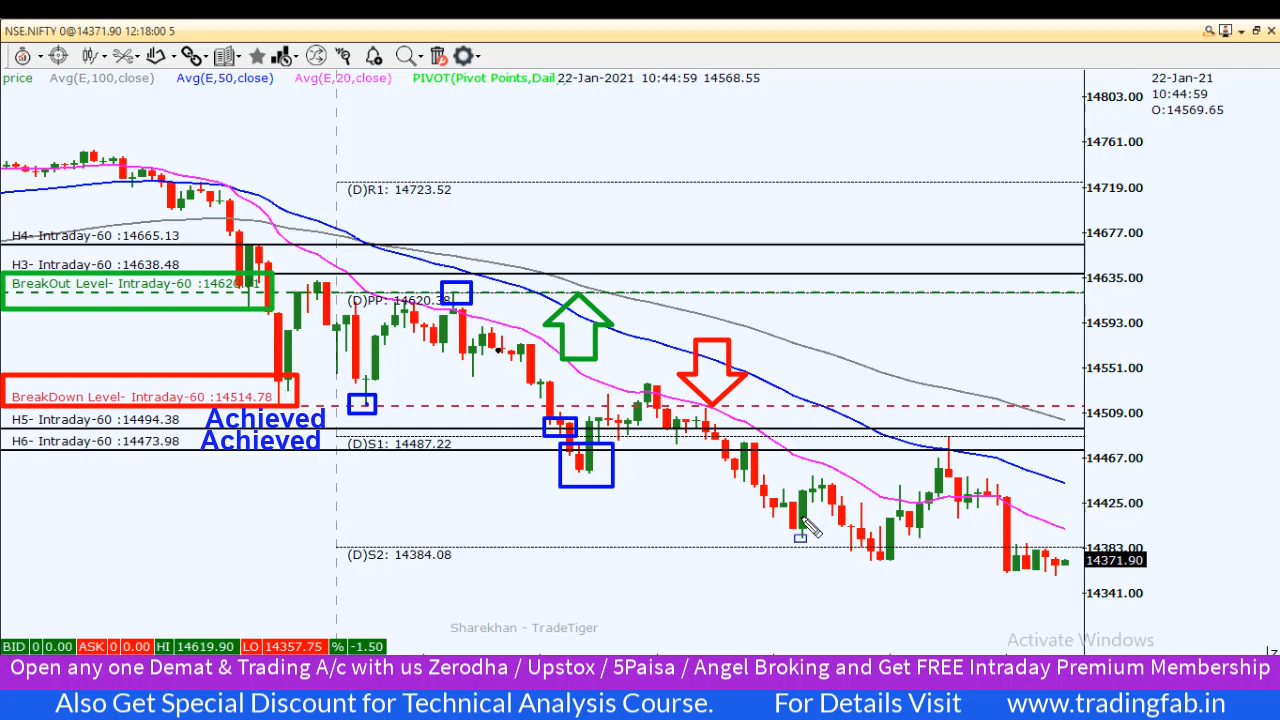 NSE.NIFTY 0@14371.90 12:18:00 5
price Avg(E,100,close) Avg(E,50,close) Avg(E,20,close) PIVOT(Pivot Points,Dail 22-Jan-2021 10:44:59 14568.55
22-Jan-21
10:44:59
O:14569.65
14803.00
14761.00
14719.00
14677.00
14635.00
14593.00
14551.00
14509.00
14467.00
14425.00
14383.00
14371.90
14341.00
(D)R1: 14723.52
H4- Intraday-60 :14665.13
H3- Intraday-60 :14638.48
BreakOut Level- Intraday-60 :14620.
(D)PP: 14620.38
BreakDown Level- Intraday-60 :14514.78
H5- Intraday-60 :14494.38 Achieved
H6- Intraday-60 :14473.98 Achieved
(D)S1: 14487.22
(D)S2: 14384.08
Sharekhan - TradeTiger
Activate Windows
BID 0 0.00 ASK 0 0.00 HI 14619.90 LO 14357.75 % -1.50
Open any one Demat & Trading A/c with us Zerodha / Upstox / 5Paisa / Angel Broking and Get FREE Intraday Premium Membership
Also Get Special Discount for Technical Analysis Course. For Details Visit www.tradingfab.in